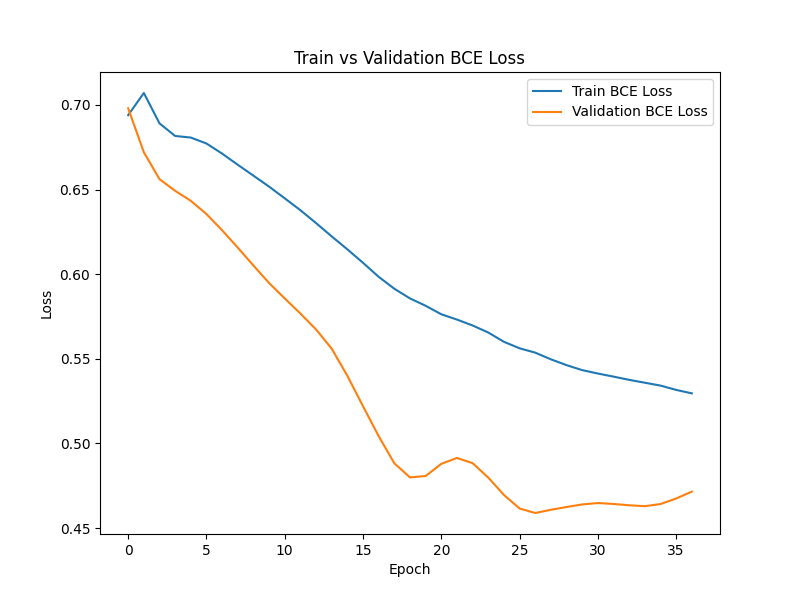 Train vs Validation BCE Loss
Train BCE Loss
Validation BCE Loss
0.70
0.65
0.60
0.55
0.50
0.45
Loss
0 5 10 15 20 25 30 35
Epoch